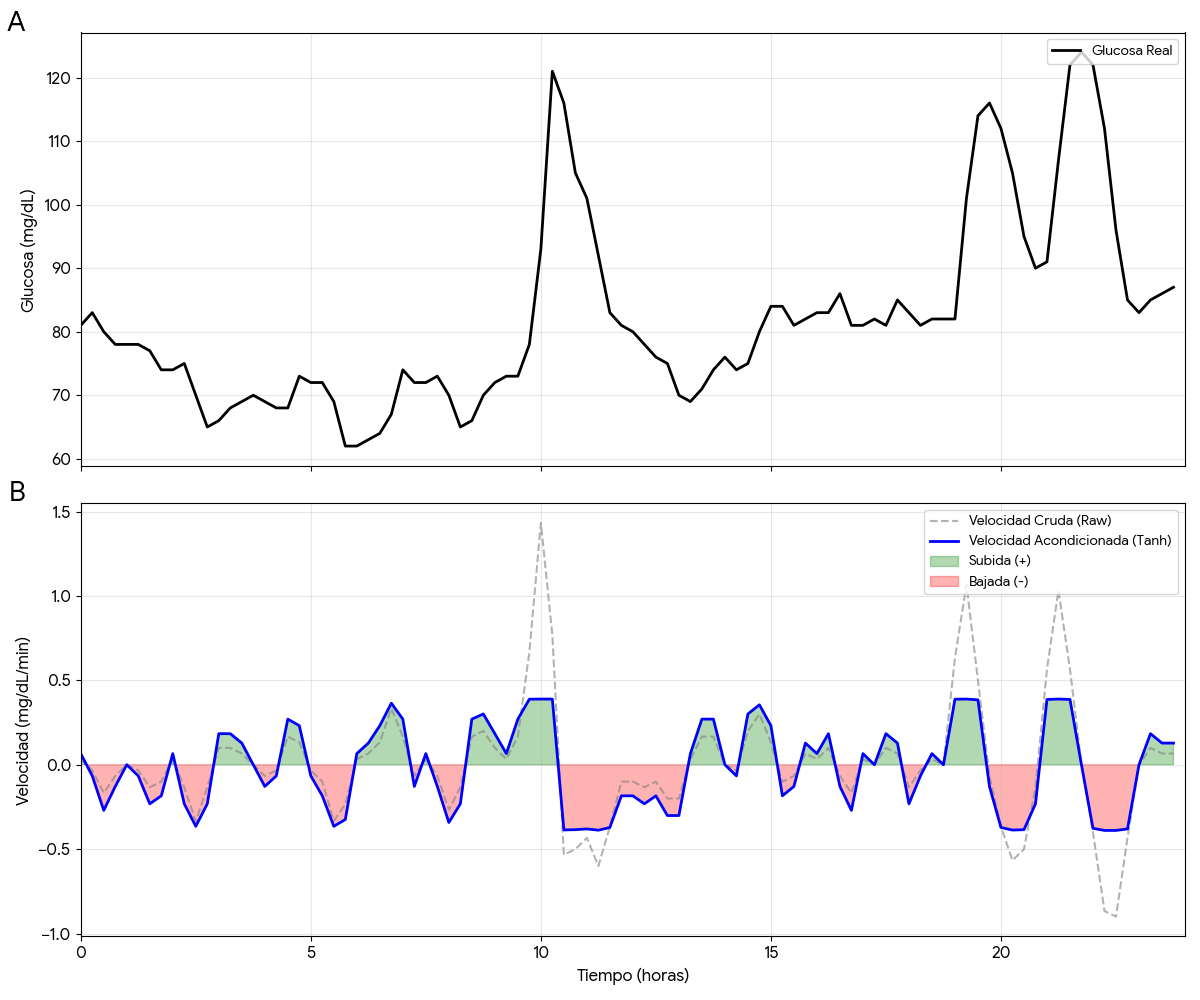 A
Glucosa Real
120
110
100
90
80
70
60
Glucosa (mg/dL)
B
Velocidad Cruda (Raw)
Velocidad Acondicionada (Tanh)
Subida (+)
Bajada (-)
1.5
1.0
0.5
0.0
−0.5
−1.0
Velocidad (mg/dL/min)
0 5 10 15 20
Tiempo (horas)